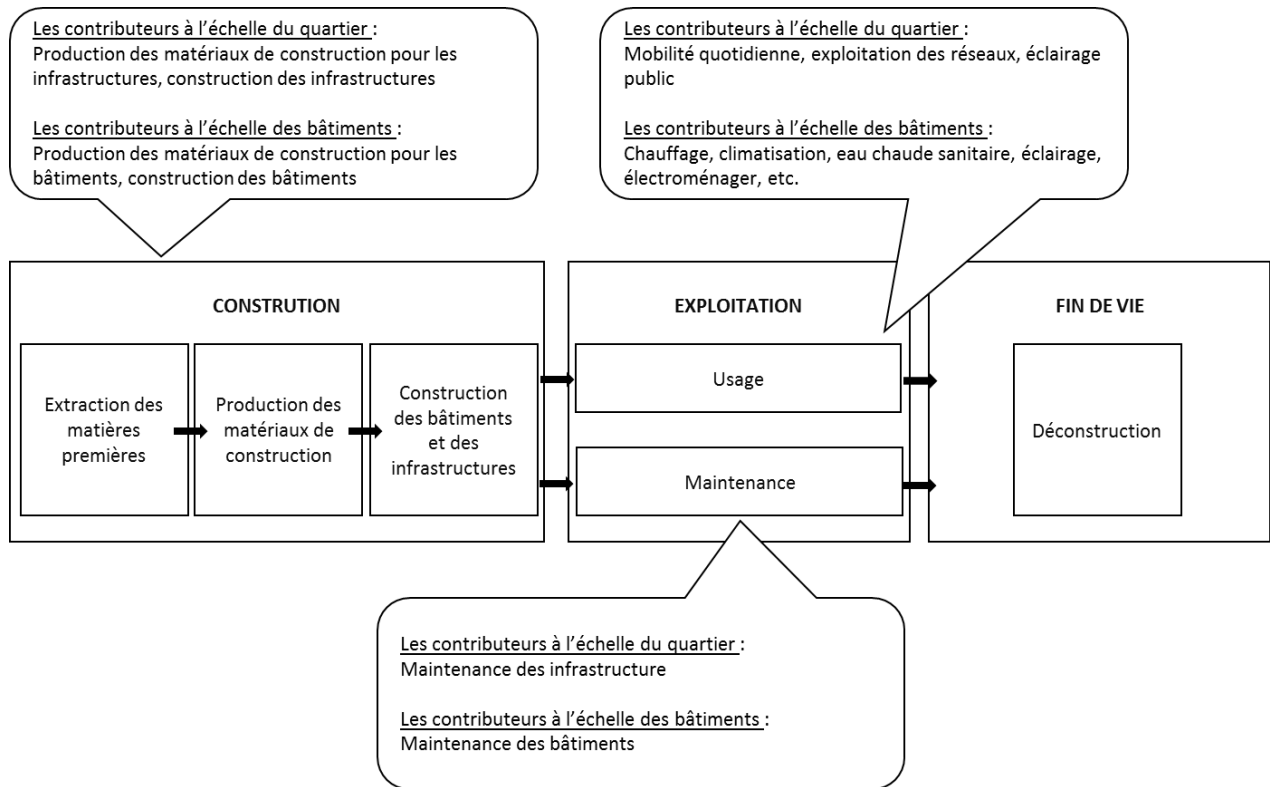 Les contributeurs à l’échelle du quartier :
Production des matériaux de construction pour les
infrastructures, construction des infrastructures
Les contributeurs à l’échelle des bâtiments :
Production des matériaux de construction pour les
bâtiments, construction des bâtiments
Les contributeurs à l’échelle du quartier :
Mobilité quotidienne, exploitation des réseaux, éclairage
public
Les contributeurs à l’échelle des bâtiments :
Chauffage, climatisation, eau chaude sanitaire, éclairage,
électroménager, etc.
CONSTRUTION
Extraction des
matières
premières
Production des
matériaux de
construction
Construction
des bâtiments
et des
infrastructures
EXPLOITATION
Usage
Maintenance
FIN DE VIE
Déconstruction
Les contributeurs à l’échelle du quartier :
Maintenance des infrastructure
Les contributeurs à l’échelle des bâtiments :
Maintenance des bâtiments